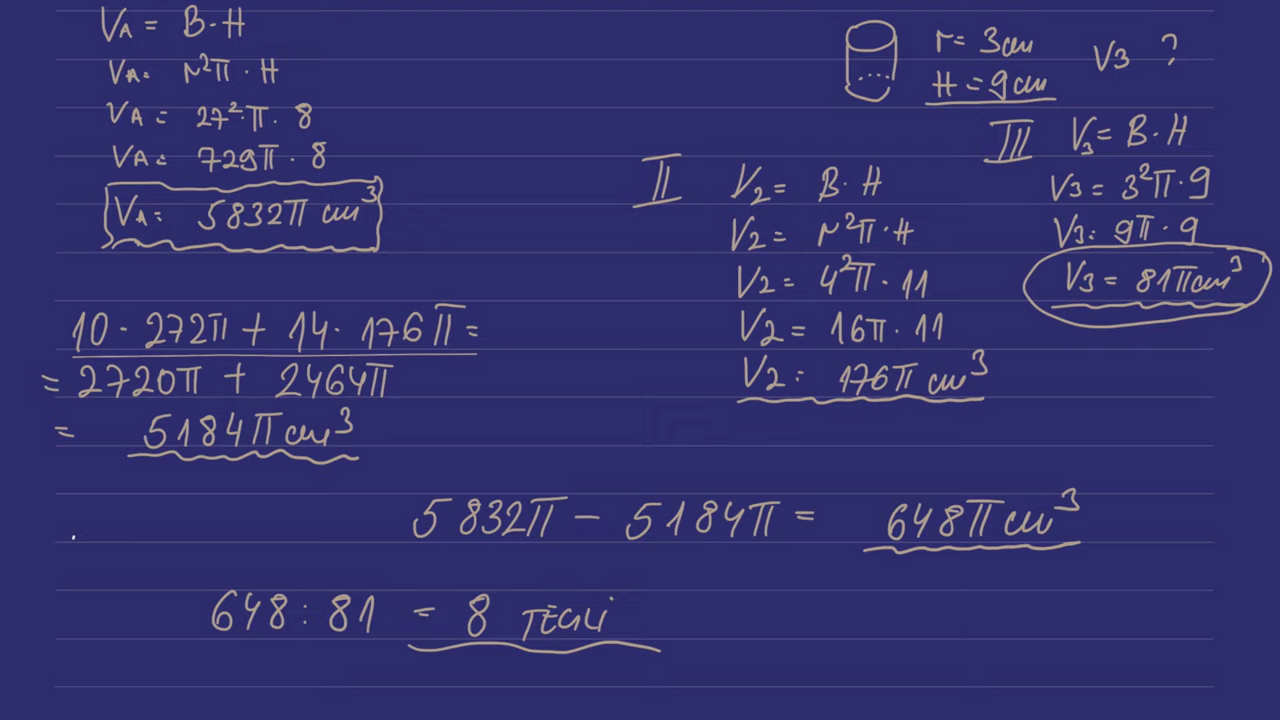 VA = B·H
VA = r²π · H
VA = 27²·π · 8
VA = 729π · 8
VA = 5832π cm³
10 · 272π + 14 · 176π =
= 2720π + 2464π
= 5184π cm³
r = 3cm
H = 9cm
V3 ?
II
V2 = B·H
V2 = r²π·H
V2 = 4²π · 11
V2 = 16π · 11
V2 = 176π cm³
III
V3 = B·H
V3 = 3²π·9
V3 = 9π · 9
V3 = 81π cm³
5832π − 5184π = 648π cm³
648 : 81 = 8